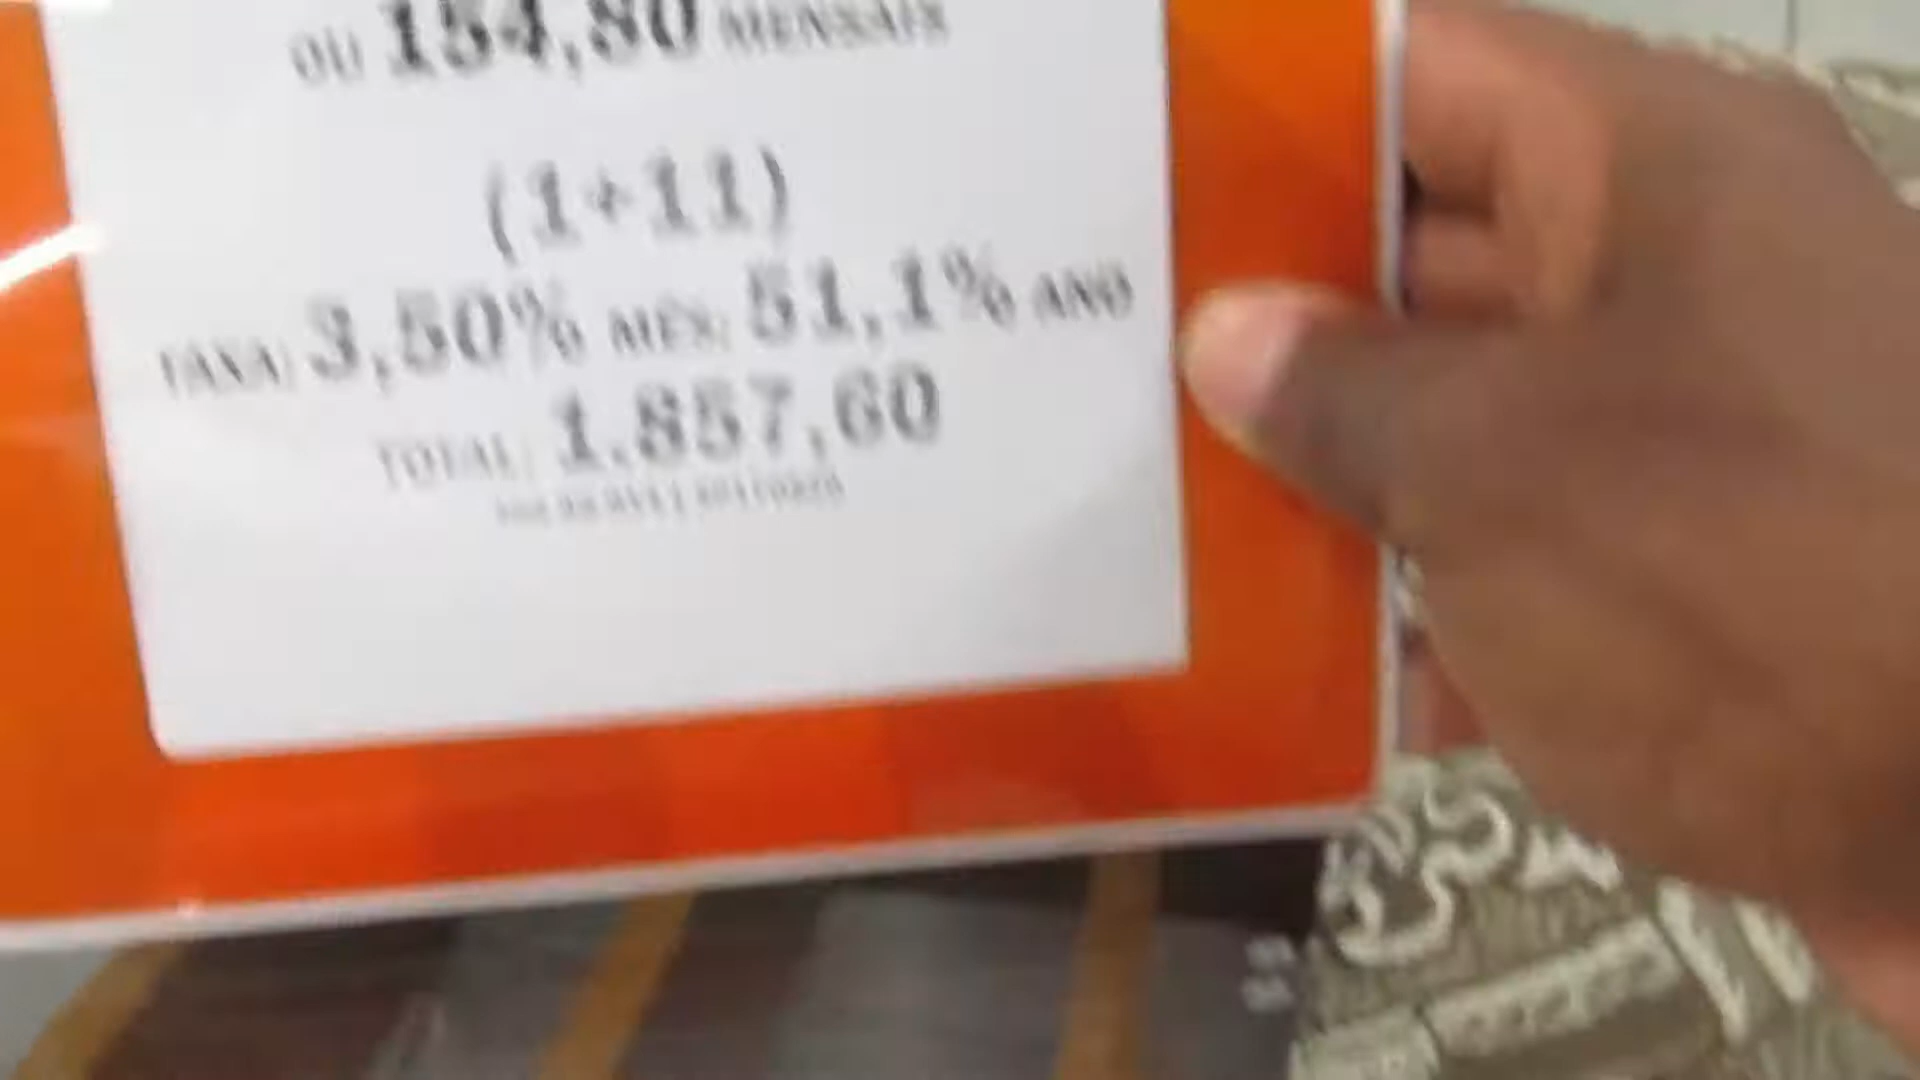 OU 154,80 MENSAIS
(1+11)
TAXA: 3,50% MÊS: 51,1% ANO
TOTAL: 1.857,60